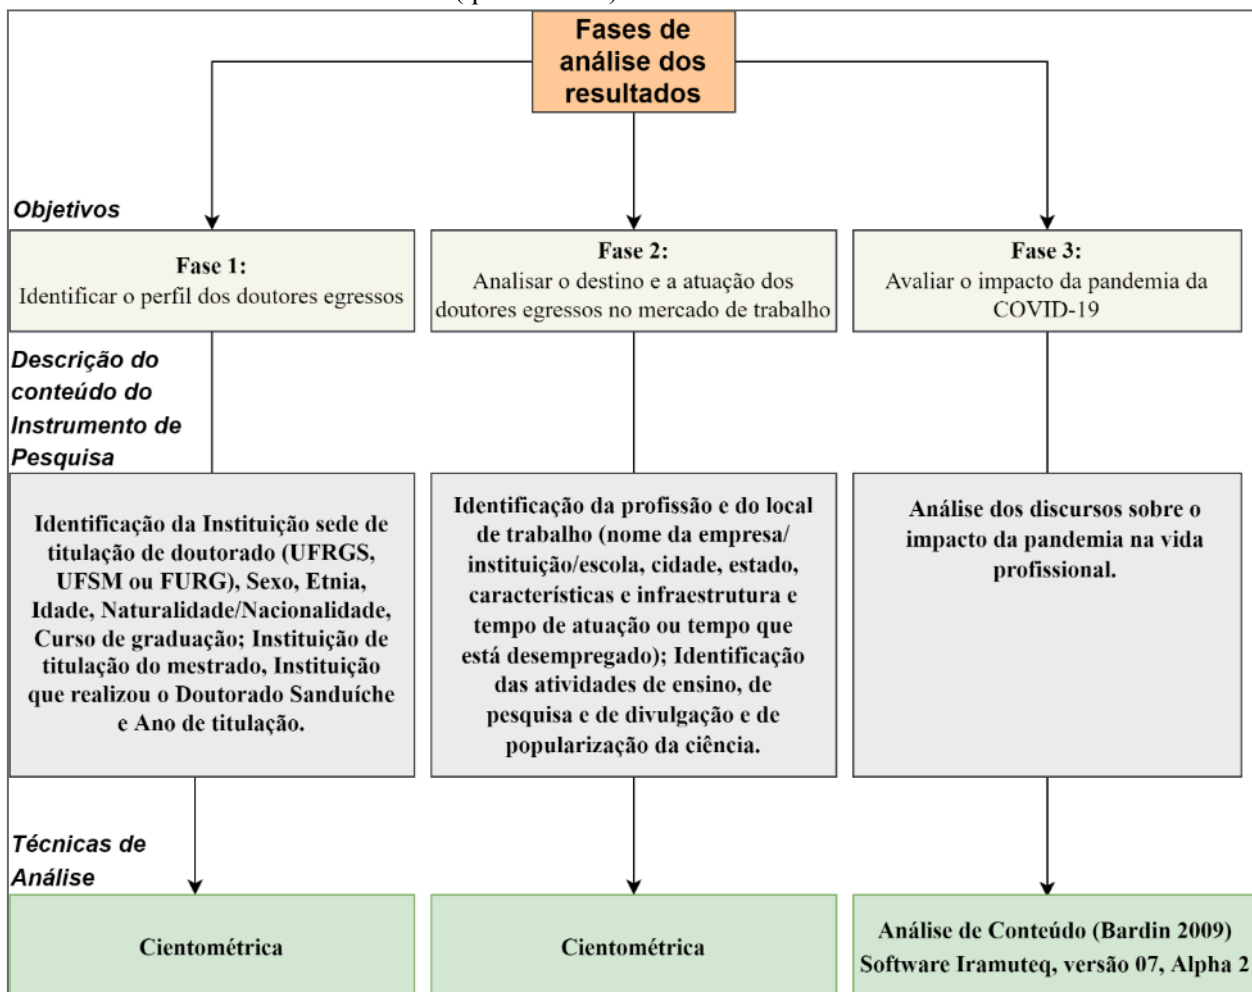 Fases de
análise dos
resultados
Objetivos
Fase 1:
Identificar o perfil dos doutores egressos
Fase 2:
Analisar o destino e a atuação dos
doutores egressos no mercado de trabalho
Fase 3:
Avaliar o impacto da pandemia da
COVID-19
Descrição do
conteúdo do
Instrumento de
Pesquisa
Identificação da Instituição sede de
titulação de doutorado (UFRGS,
UFSM ou FURG), Sexo, Etnia,
Idade, Naturalidade/Nacionalidade,
Curso de graduação; Instituição de
titulação do mestrado, Instituição
que realizou o Doutorado Sanduíche
e Ano de titulação.
Identificação da profissão e do local
de trabalho (nome da empresa/
instituição/escola, cidade, estado,
características e infraestrutura e
tempo de atuação ou tempo que
está desempregado); Identificação
das atividades de ensino, de
pesquisa e de divulgação e de
popularização da ciência.
Análise dos discursos sobre o
impacto da pandemia na vida
profissional.
Técnicas de
Análise
Cientométrica
Cientométrica
Análise de Conteúdo (Bardin 2009)
Software Iramuteq, versão 07, Alpha 2